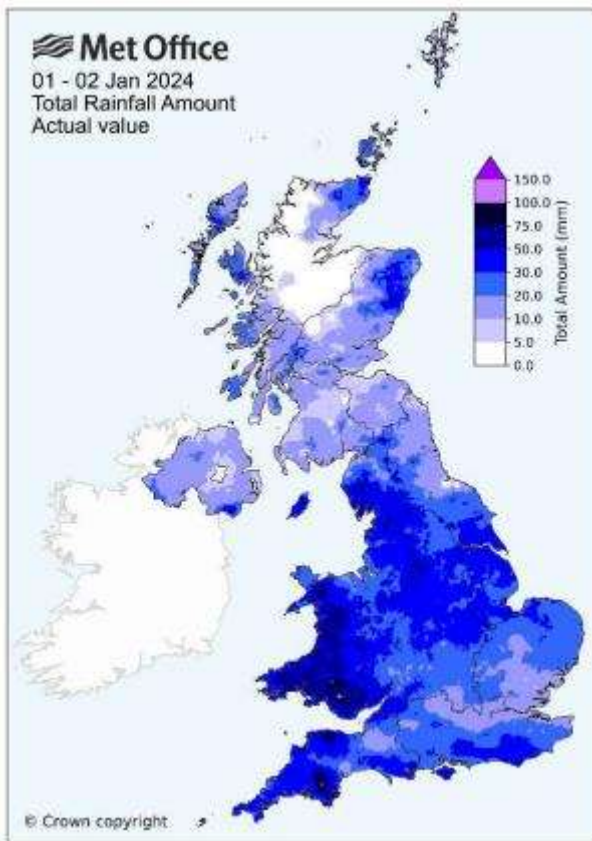 Met Office
01 - 02 Jan 2024
Total Rainfall Amount
Actual value
150.0
100.0
75.0
50.0
30.0
20.0
10.0
5.0
0.0
Total Amount (mm)
© Crown copyright